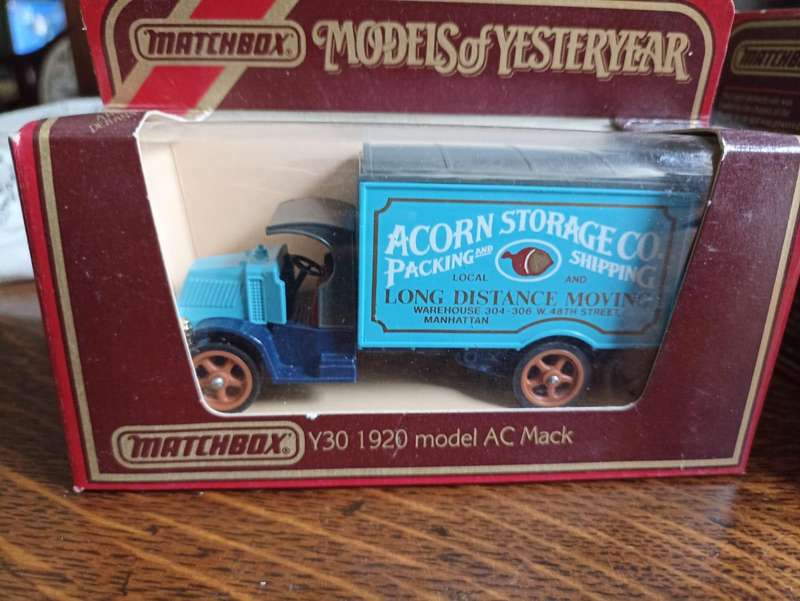 MATCHBOX
MODELS of YESTERYEAR
MATCHBOX
ACORN STORAGE CO.
PACKING AND SHIPPING
LOCAL AND
LONG DISTANCE MOVING
WAREHOUSE 304-306 W. 48TH STREET,
MANHATTAN
MATCHBOX Y30 1920 model AC Mack